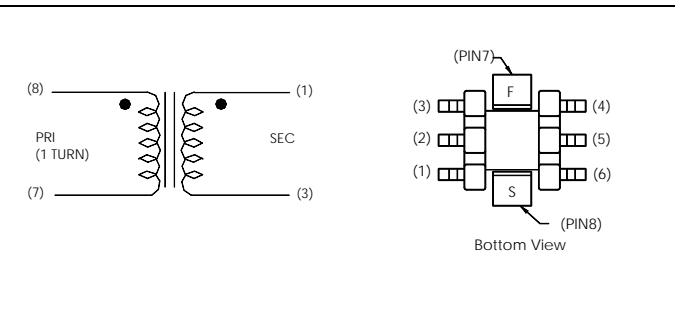 (8)
(1)
PRI
(1 TURN)
SEC
(7)
(3)
(PIN7)
F
(3)
(4)
(2)
(5)
(1)
(6)
S
(PIN8)
Bottom View